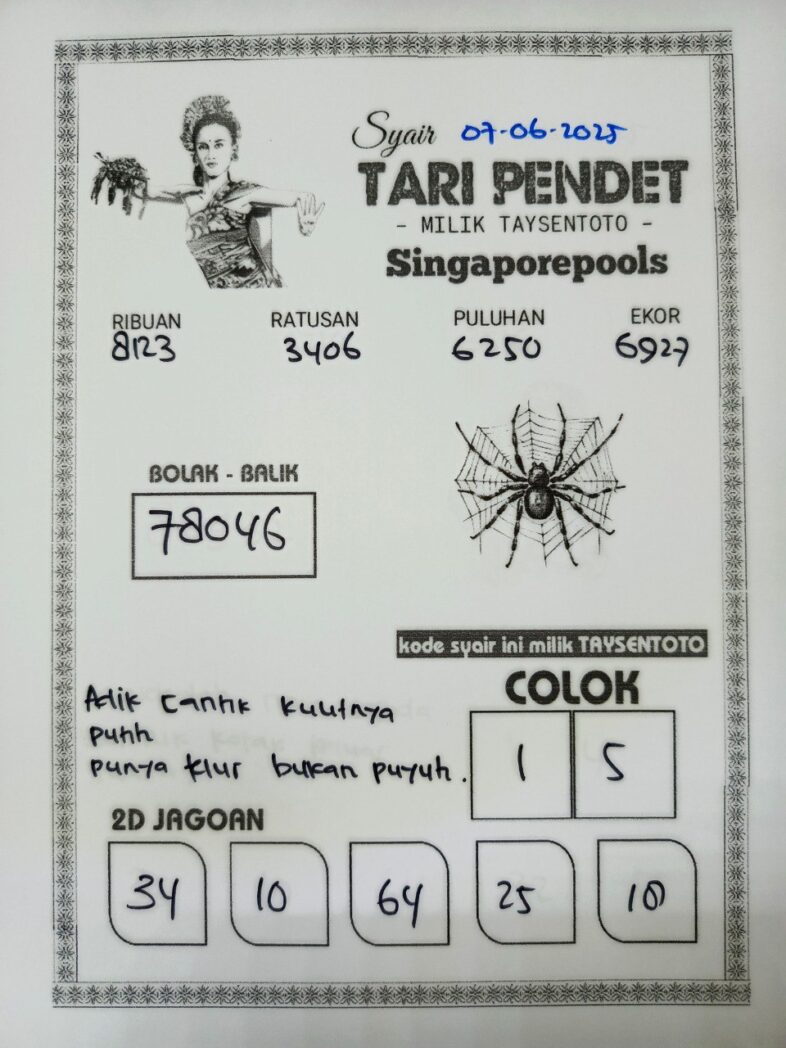 Syair 07-06-2025
TARI PENDET
- MILIK TAYSENTOTO -
Singaporepools
RIBUAN RATUSAN PULUHAN EKOR
8123 3406 6250 6927
BOLAK - BALIK
78046
kode syair ini milik TAYSENTOTO
COLOK
1 5
Adik cantik kulitnya
putih
punya tlur bukan puyuh.
2D JAGOAN
34 10 64 25